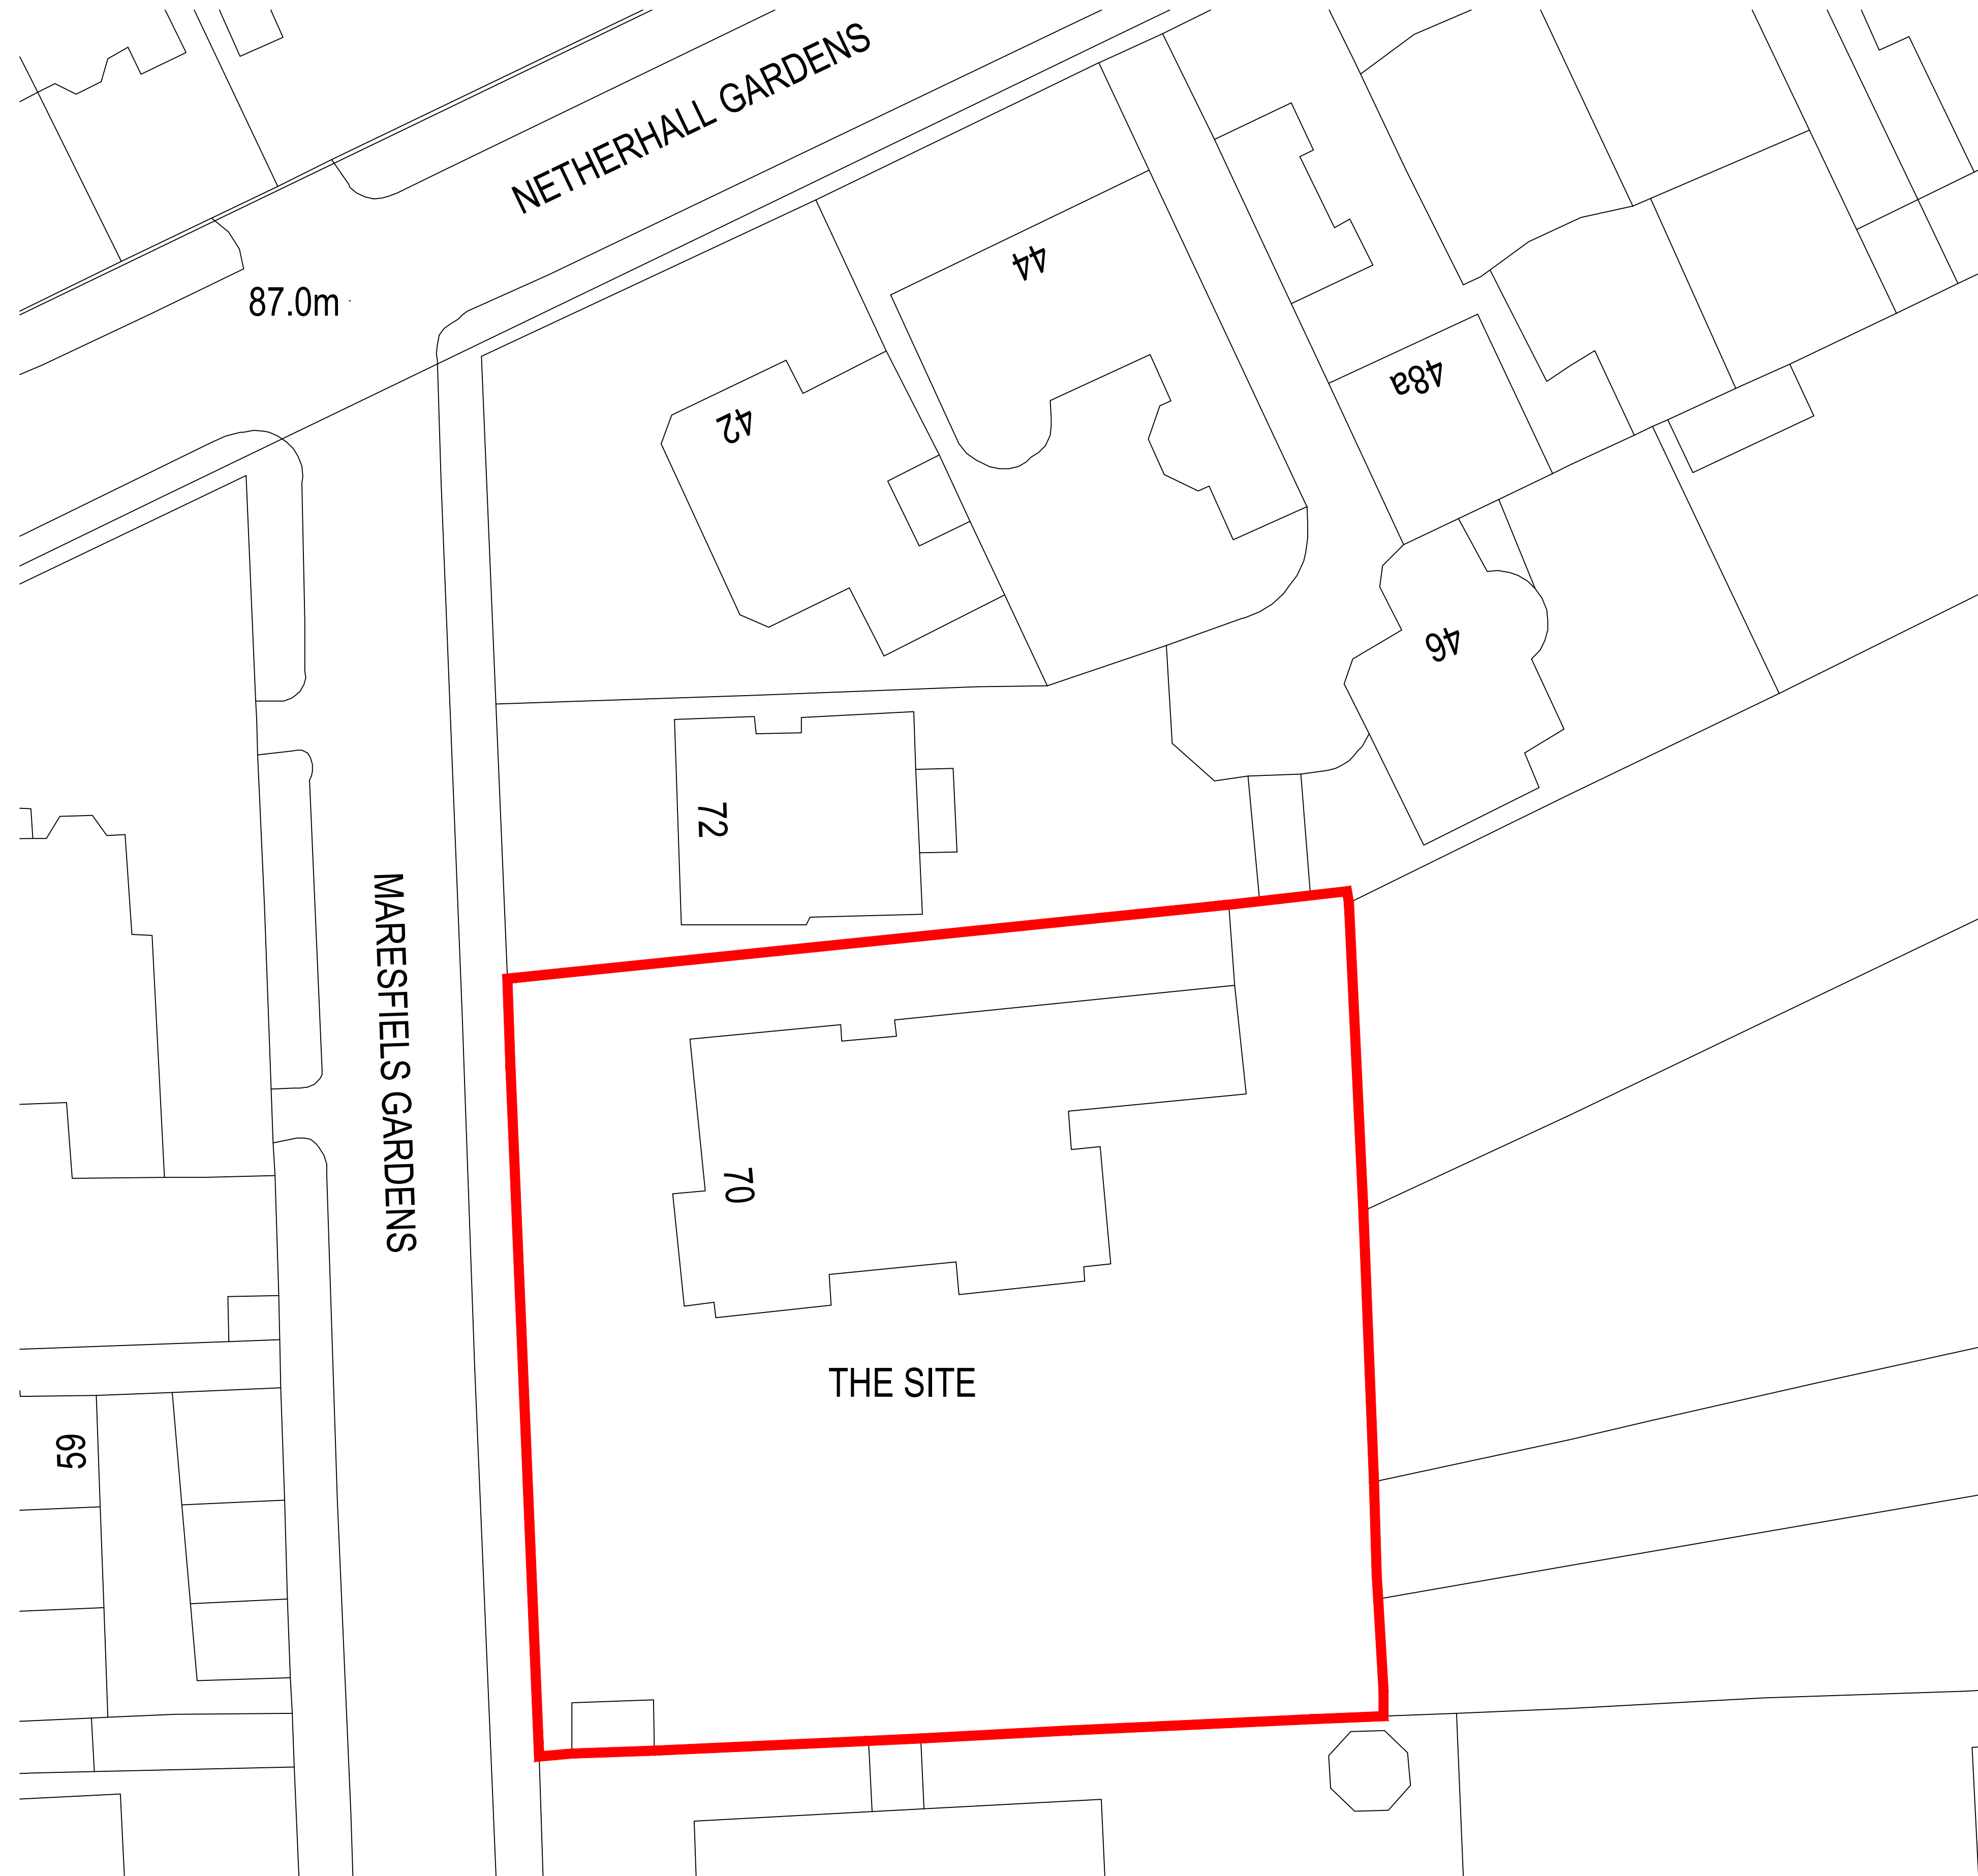 NETHERHALL GARDENS
87.0m
44
48a
42
46
72
MARESFIELS GARDENS
70
THE SITE
59